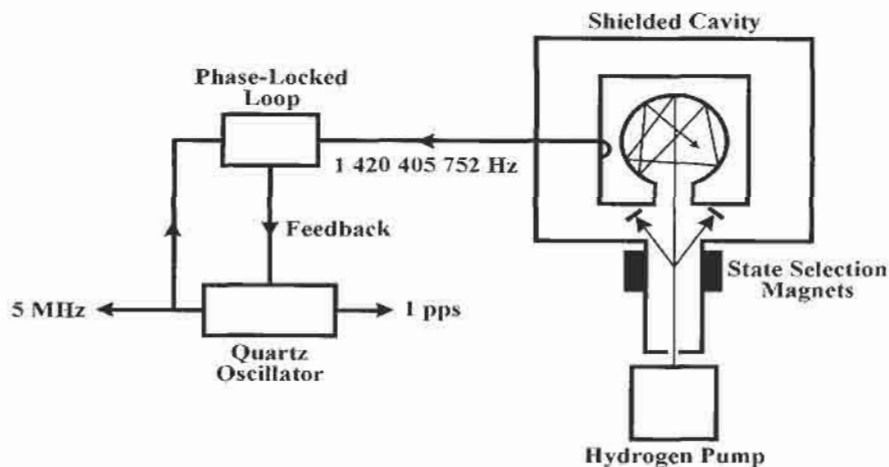 Shielded Cavity
Phase-Locked
Loop
1 420 405 752 Hz
Feedback
State Selection
Magnets
5 MHz
1 pps
Quartz
Oscillator
Hydrogen Pump